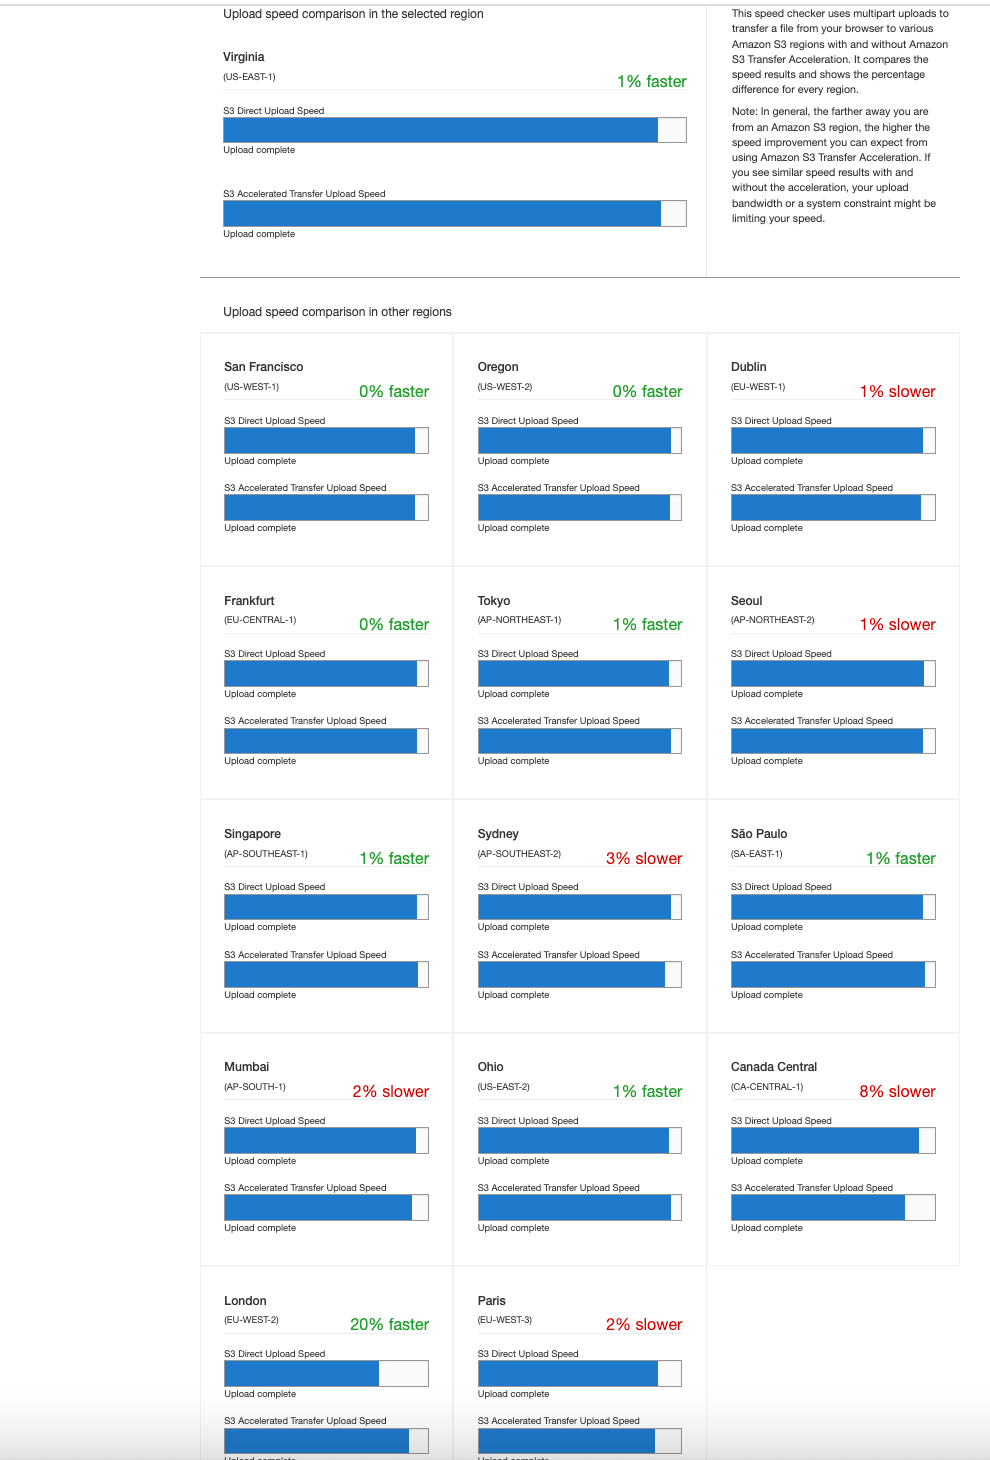 Upload speed comparison in the selected region
Virginia
(US-EAST-1)
1% faster
S3 Direct Upload Speed
Upload complete
S3 Accelerated Transfer Upload Speed
Upload complete
This speed checker uses multipart uploads to
transfer a file from your browser to various
Amazon S3 regions with and without Amazon
S3 Transfer Acceleration. It compares the
speed results and shows the percentage
difference for every region.
Note: In general, the farther away you are
from an Amazon S3 region, the higher the
speed improvement you can expect from
using Amazon S3 Transfer Acceleration. If
you see similar speed results with and
without the acceleration, your upload
bandwidth or a system constraint might be
limiting your speed.
Upload speed comparison in other regions
San Francisco
(US-WEST-1)
0% faster
S3 Direct Upload Speed
Upload complete
S3 Accelerated Transfer Upload Speed
Upload complete
Oregon
(US-WEST-2)
0% faster
S3 Direct Upload Speed
Upload complete
S3 Accelerated Transfer Upload Speed
Upload complete
Dublin
(EU-WEST-1)
1% slower
S3 Direct Upload Speed
Upload complete
S3 Accelerated Transfer Upload Speed
Upload complete
Frankfurt
(EU-CENTRAL-1)
0% faster
S3 Direct Upload Speed
Upload complete
S3 Accelerated Transfer Upload Speed
Upload complete
Tokyo
(AP-NORTHEAST-1)
1% faster
S3 Direct Upload Speed
Upload complete
S3 Accelerated Transfer Upload Speed
Upload complete
Seoul
(AP-NORTHEAST-2)
1% slower
S3 Direct Upload Speed
Upload complete
S3 Accelerated Transfer Upload Speed
Upload complete
Singapore
(AP-SOUTHEAST-1)
1% faster
S3 Direct Upload Speed
Upload complete
S3 Accelerated Transfer Upload Speed
Upload complete
Sydney
(AP-SOUTHEAST-2)
3% slower
S3 Direct Upload Speed
Upload complete
S3 Accelerated Transfer Upload Speed
Upload complete
São Paulo
(SA-EAST-1)
1% faster
S3 Direct Upload Speed
Upload complete
S3 Accelerated Transfer Upload Speed
Upload complete
Mumbai
(AP-SOUTH-1)
2% slower
S3 Direct Upload Speed
Upload complete
S3 Accelerated Transfer Upload Speed
Upload complete
Ohio
(US-EAST-2)
1% faster
S3 Direct Upload Speed
Upload complete
S3 Accelerated Transfer Upload Speed
Upload complete
Canada Central
(CA-CENTRAL-1)
8% slower
S3 Direct Upload Speed
Upload complete
S3 Accelerated Transfer Upload Speed
Upload complete
London
(EU-WEST-2)
20% faster
S3 Direct Upload Speed
Upload complete
S3 Accelerated Transfer Upload Speed
Paris
(EU-WEST-3)
2% slower
S3 Direct Upload Speed
Upload complete
S3 Accelerated Transfer Upload Speed